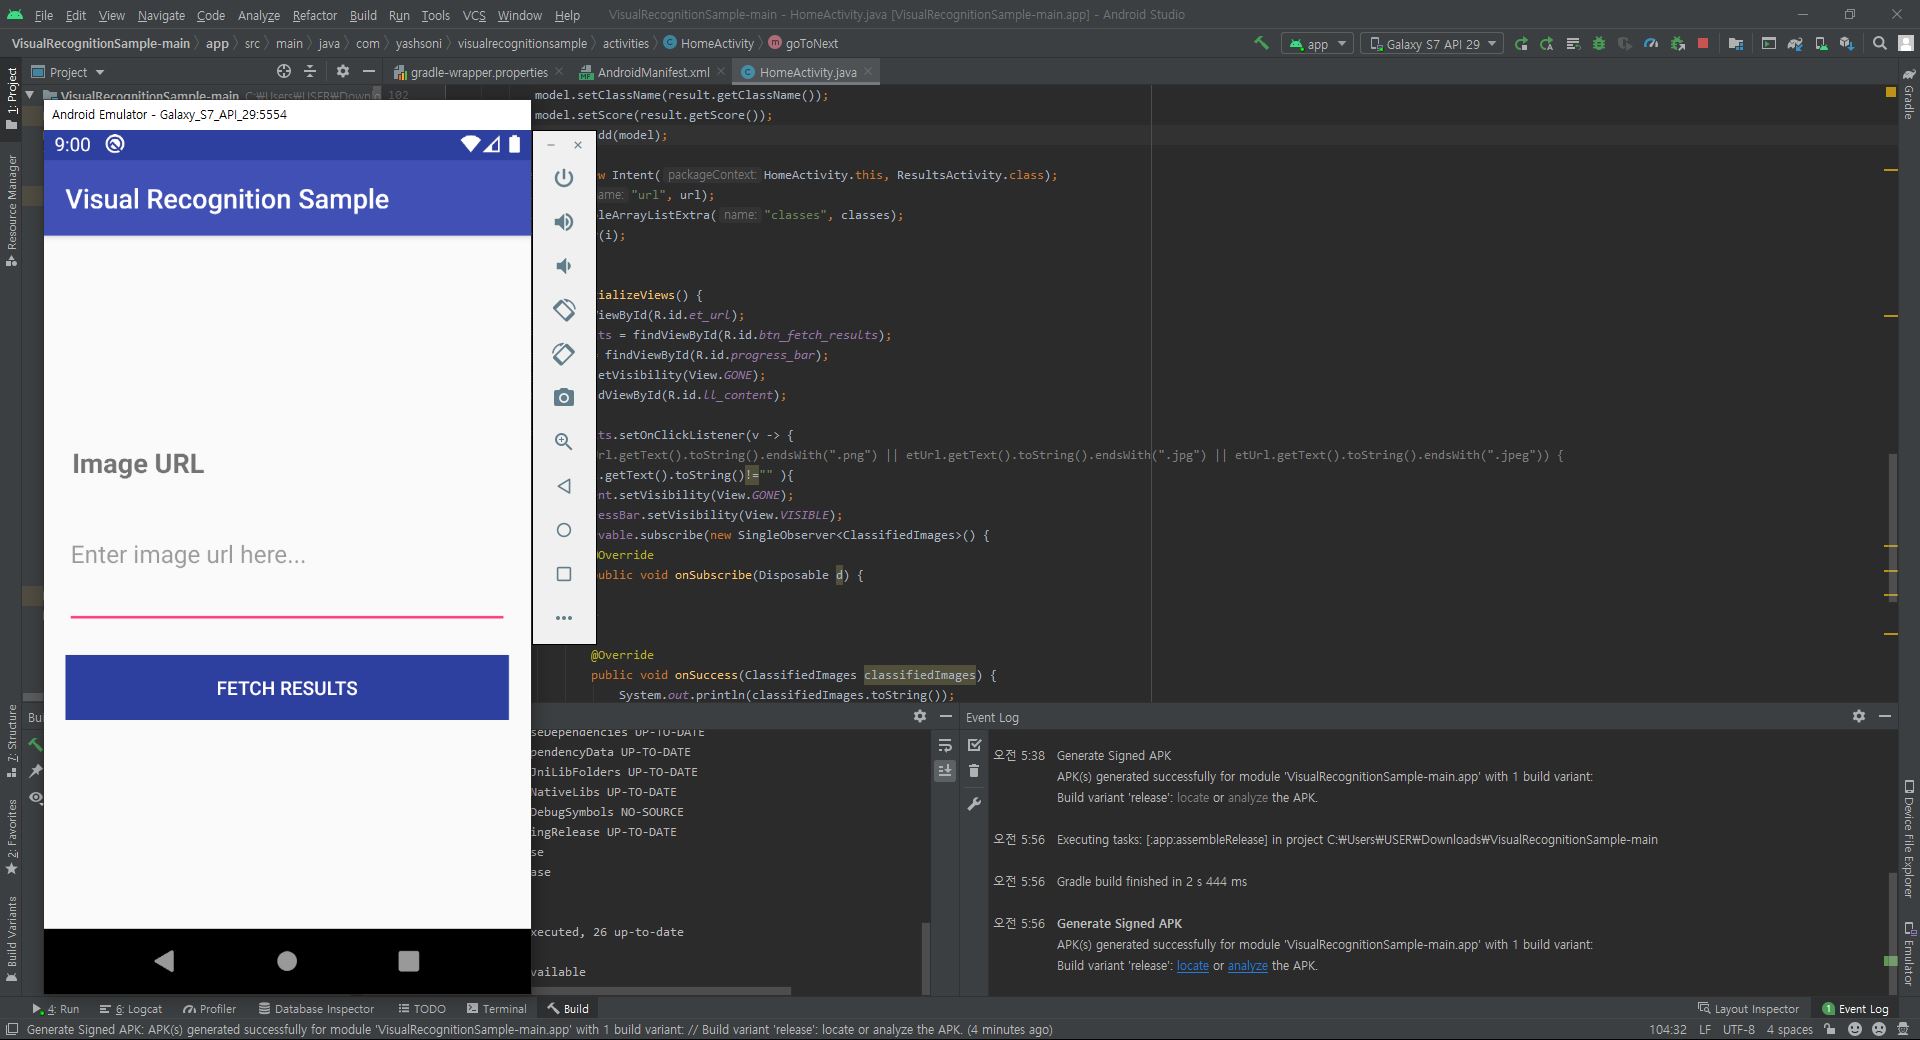 File Edit View Navigate Code Analyze Refactor Build Run Tools VCS Window Help VisualRecognitionSample-main - HomeActivity.java [VisualRecognitionSample-main.app] - Android Studio
VisualRecognitionSample-main app src main java com yashsoni visualrecognitionsample activities HomeActivity goToNext app Galaxy S7 API 29
Project gradle-wrapper.properties AndroidManifest.xml HomeActivity.java
VisualRecognitionSample-main C:₩Users₩USER₩Downlo 102
1: Project
Resource Manager
7: Structure
2: Favorites
Build Variants
Gradle
Device File Explorer
Emulator
Android Emulator - Galaxy_S7_API_29:5554
9:00
Visual Recognition Sample
Image URL
Enter image url here...
FETCH RESULTS
model.setClassName(result.getClassName());
model.setScore(result.getScore());
dd(model);
w Intent( packageContext: HomeActivity.this, ResultsActivity.class);
ame: "url", url);
leArrayListExtra( name: "classes", classes);
(i);
ializeViews() {
iewById(R.id.et_url);
ts = findViewById(R.id.btn_fetch_results);
= findViewById(R.id.progress_bar);
etVisibility(View.GONE);
dViewById(R.id.ll_content);
ts.setOnClickListener(v -> {
rl.getText().toString().endsWith(".png") || etUrl.getText().toString().endsWith(".jpg") || etUrl.getText().toString().endsWith(".jpeg")) {
.getText().toString()!="" ){
nt.setVisibility(View.GONE);
essBar.setVisibility(View.VISIBLE);
vable.subscribe(new SingleObserver<ClassifiedImages>() {
@Override
public void onSubscribe(Disposable d) {
@Override
public void onSuccess(ClassifiedImages classifiedImages) {
System.out.println(classifiedImages.toString());
Bu
seDependencies UP-TO-DATE
pendencyData UP-TO-DATE
JniLibFolders UP-TO-DATE
NativeLibs UP-TO-DATE
DebugSymbols NO-SOURCE
ingRelease UP-TO-DATE
se
ase
xecuted, 26 up-to-date
vailable
Event Log
오전 5:38 Generate Signed APK
APK(s) generated successfully for module 'VisualRecognitionSample-main.app' with 1 build variant:
Build variant 'release': locate or analyze the APK.
오전 5:56 Executing tasks: [:app:assembleRelease] in project C:₩Users₩USER₩Downloads₩VisualRecognitionSample-main
오전 5:56 Gradle build finished in 2 s 444 ms
오전 5:56 Generate Signed APK
APK(s) generated successfully for module 'VisualRecognitionSample-main.app' with 1 build variant:
Build variant 'release': locate or analyze the APK.
4: Run 6: Logcat Profiler Database Inspector TODO Terminal Build Layout Inspector 1 Event Log
Generate Signed APK: APK(s) generated successfully for module 'VisualRecognitionSample-main.app' with 1 build variant: // Build variant 'release': locate or analyze the APK. (4 minutes ago) 104:32 LF UTF-8 4 spaces